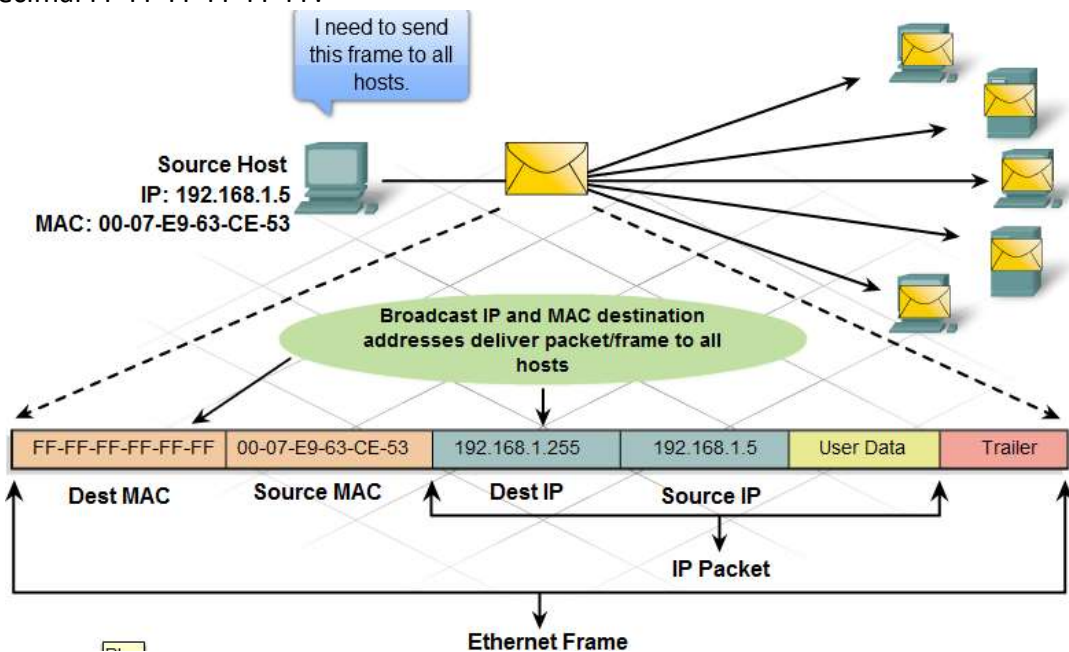 I need to send
this frame to all
hosts.
Source Host
IP: 192.168.1.5
MAC: 00-07-E9-63-CE-53
Broadcast IP and MAC destination
addresses deliver packet/frame to all
hosts
FF-FF-FF-FF-FF-FF 00-07-E9-63-CE-53 192.168.1.255 192.168.1.5 User Data Trailer
Dest MAC Source MAC Dest IP Source IP
IP Packet
Ethernet Frame